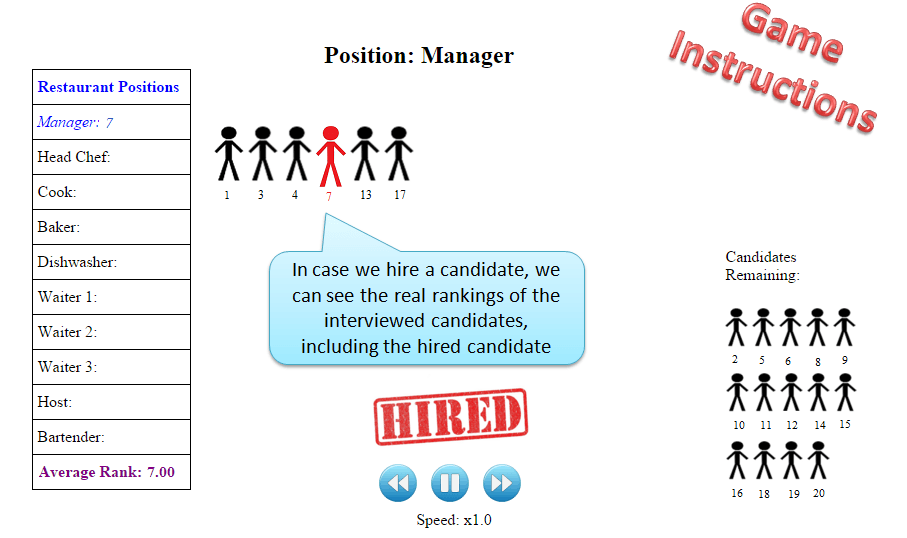 Game
Instructions
Position: Manager
Restaurant Positions
Manager: 7
Head Chef:
Cook:
Baker:
Dishwasher:
Waiter 1:
Waiter 2:
Waiter 3:
Host:
Bartender:
Average Rank: 7.00
1 3 4 7 13 17
In case we hire a candidate, we
can see the real rankings of the
interviewed candidates,
including the hired candidate
HIRED
Speed: x1.0
Candidates
Remaining:
2 5 6 8 9
10 11 12 14 15
16 18 19 20